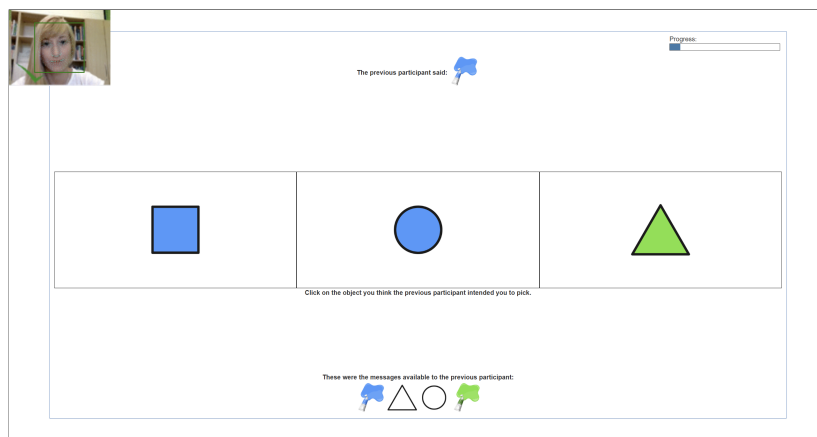 Progress:
The previous participant said:
Click on the object you think the previous participant intended you to pick.
These were the messages available to the previous participant: